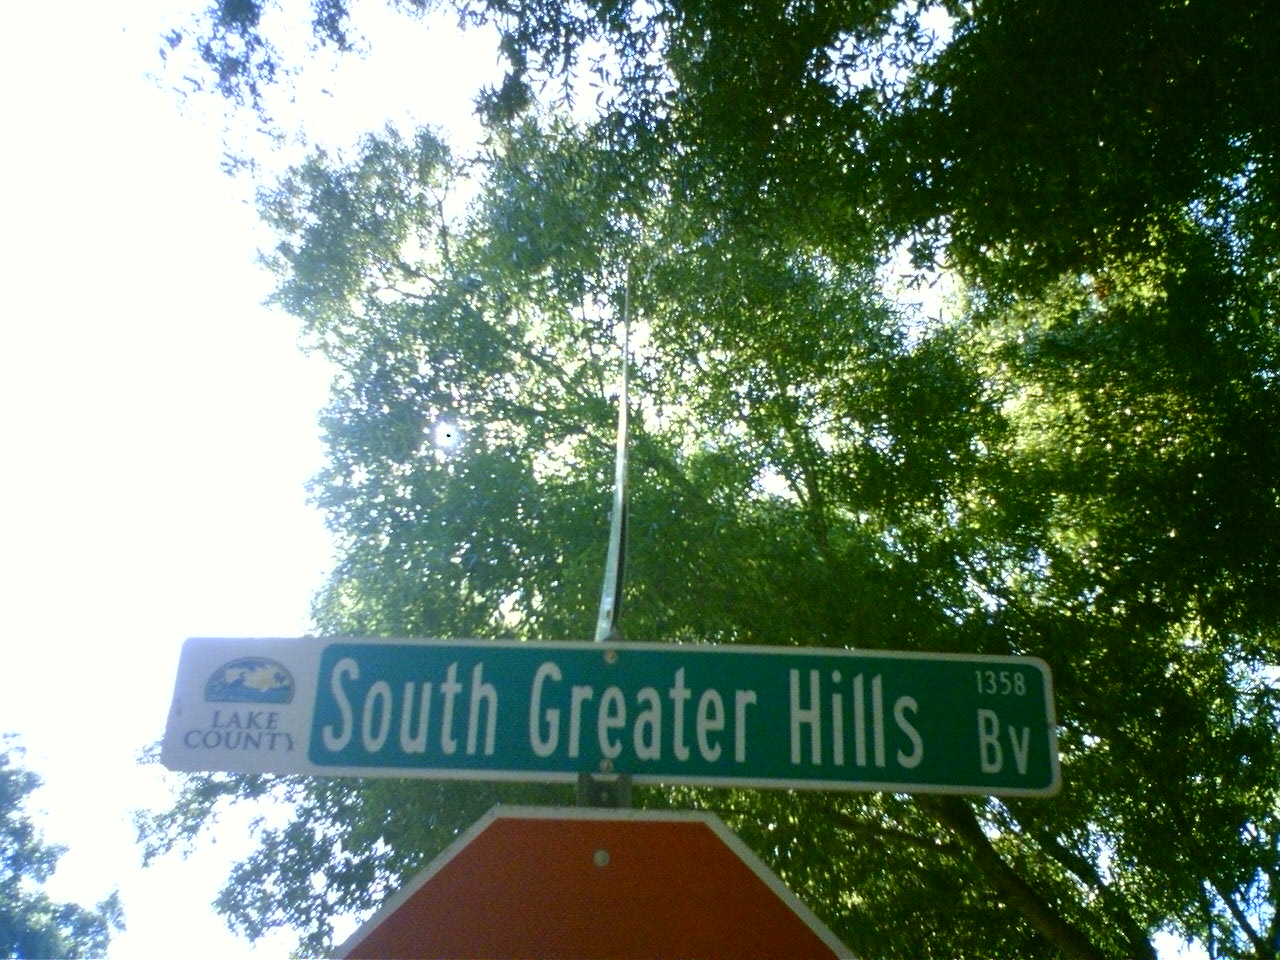 LAKE
COUNTY
South Greater Hills
1358
Bv